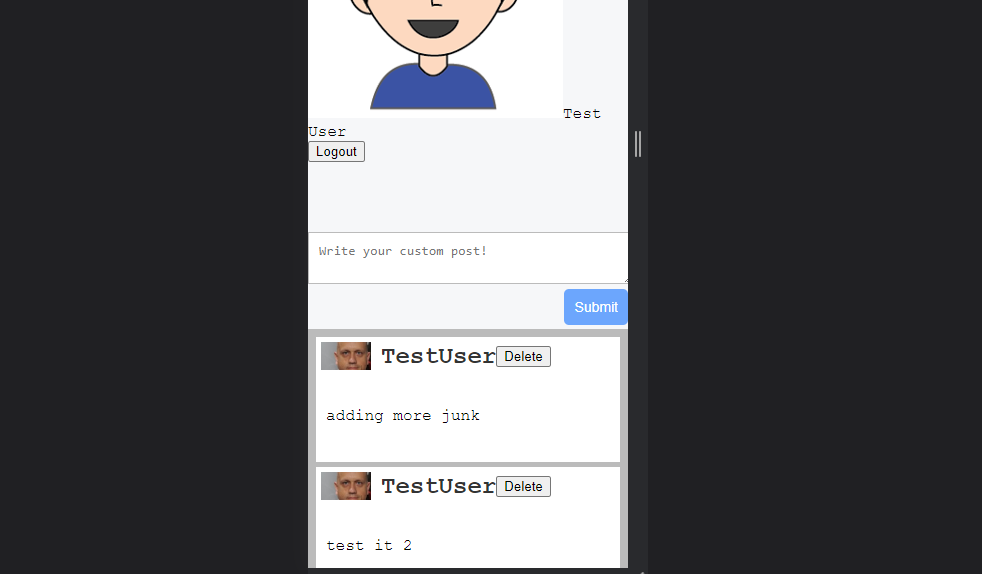 Test
User
Logout
Write your custom post!
Submit
TestUser Delete
adding more junk
TestUser Delete
test it 2